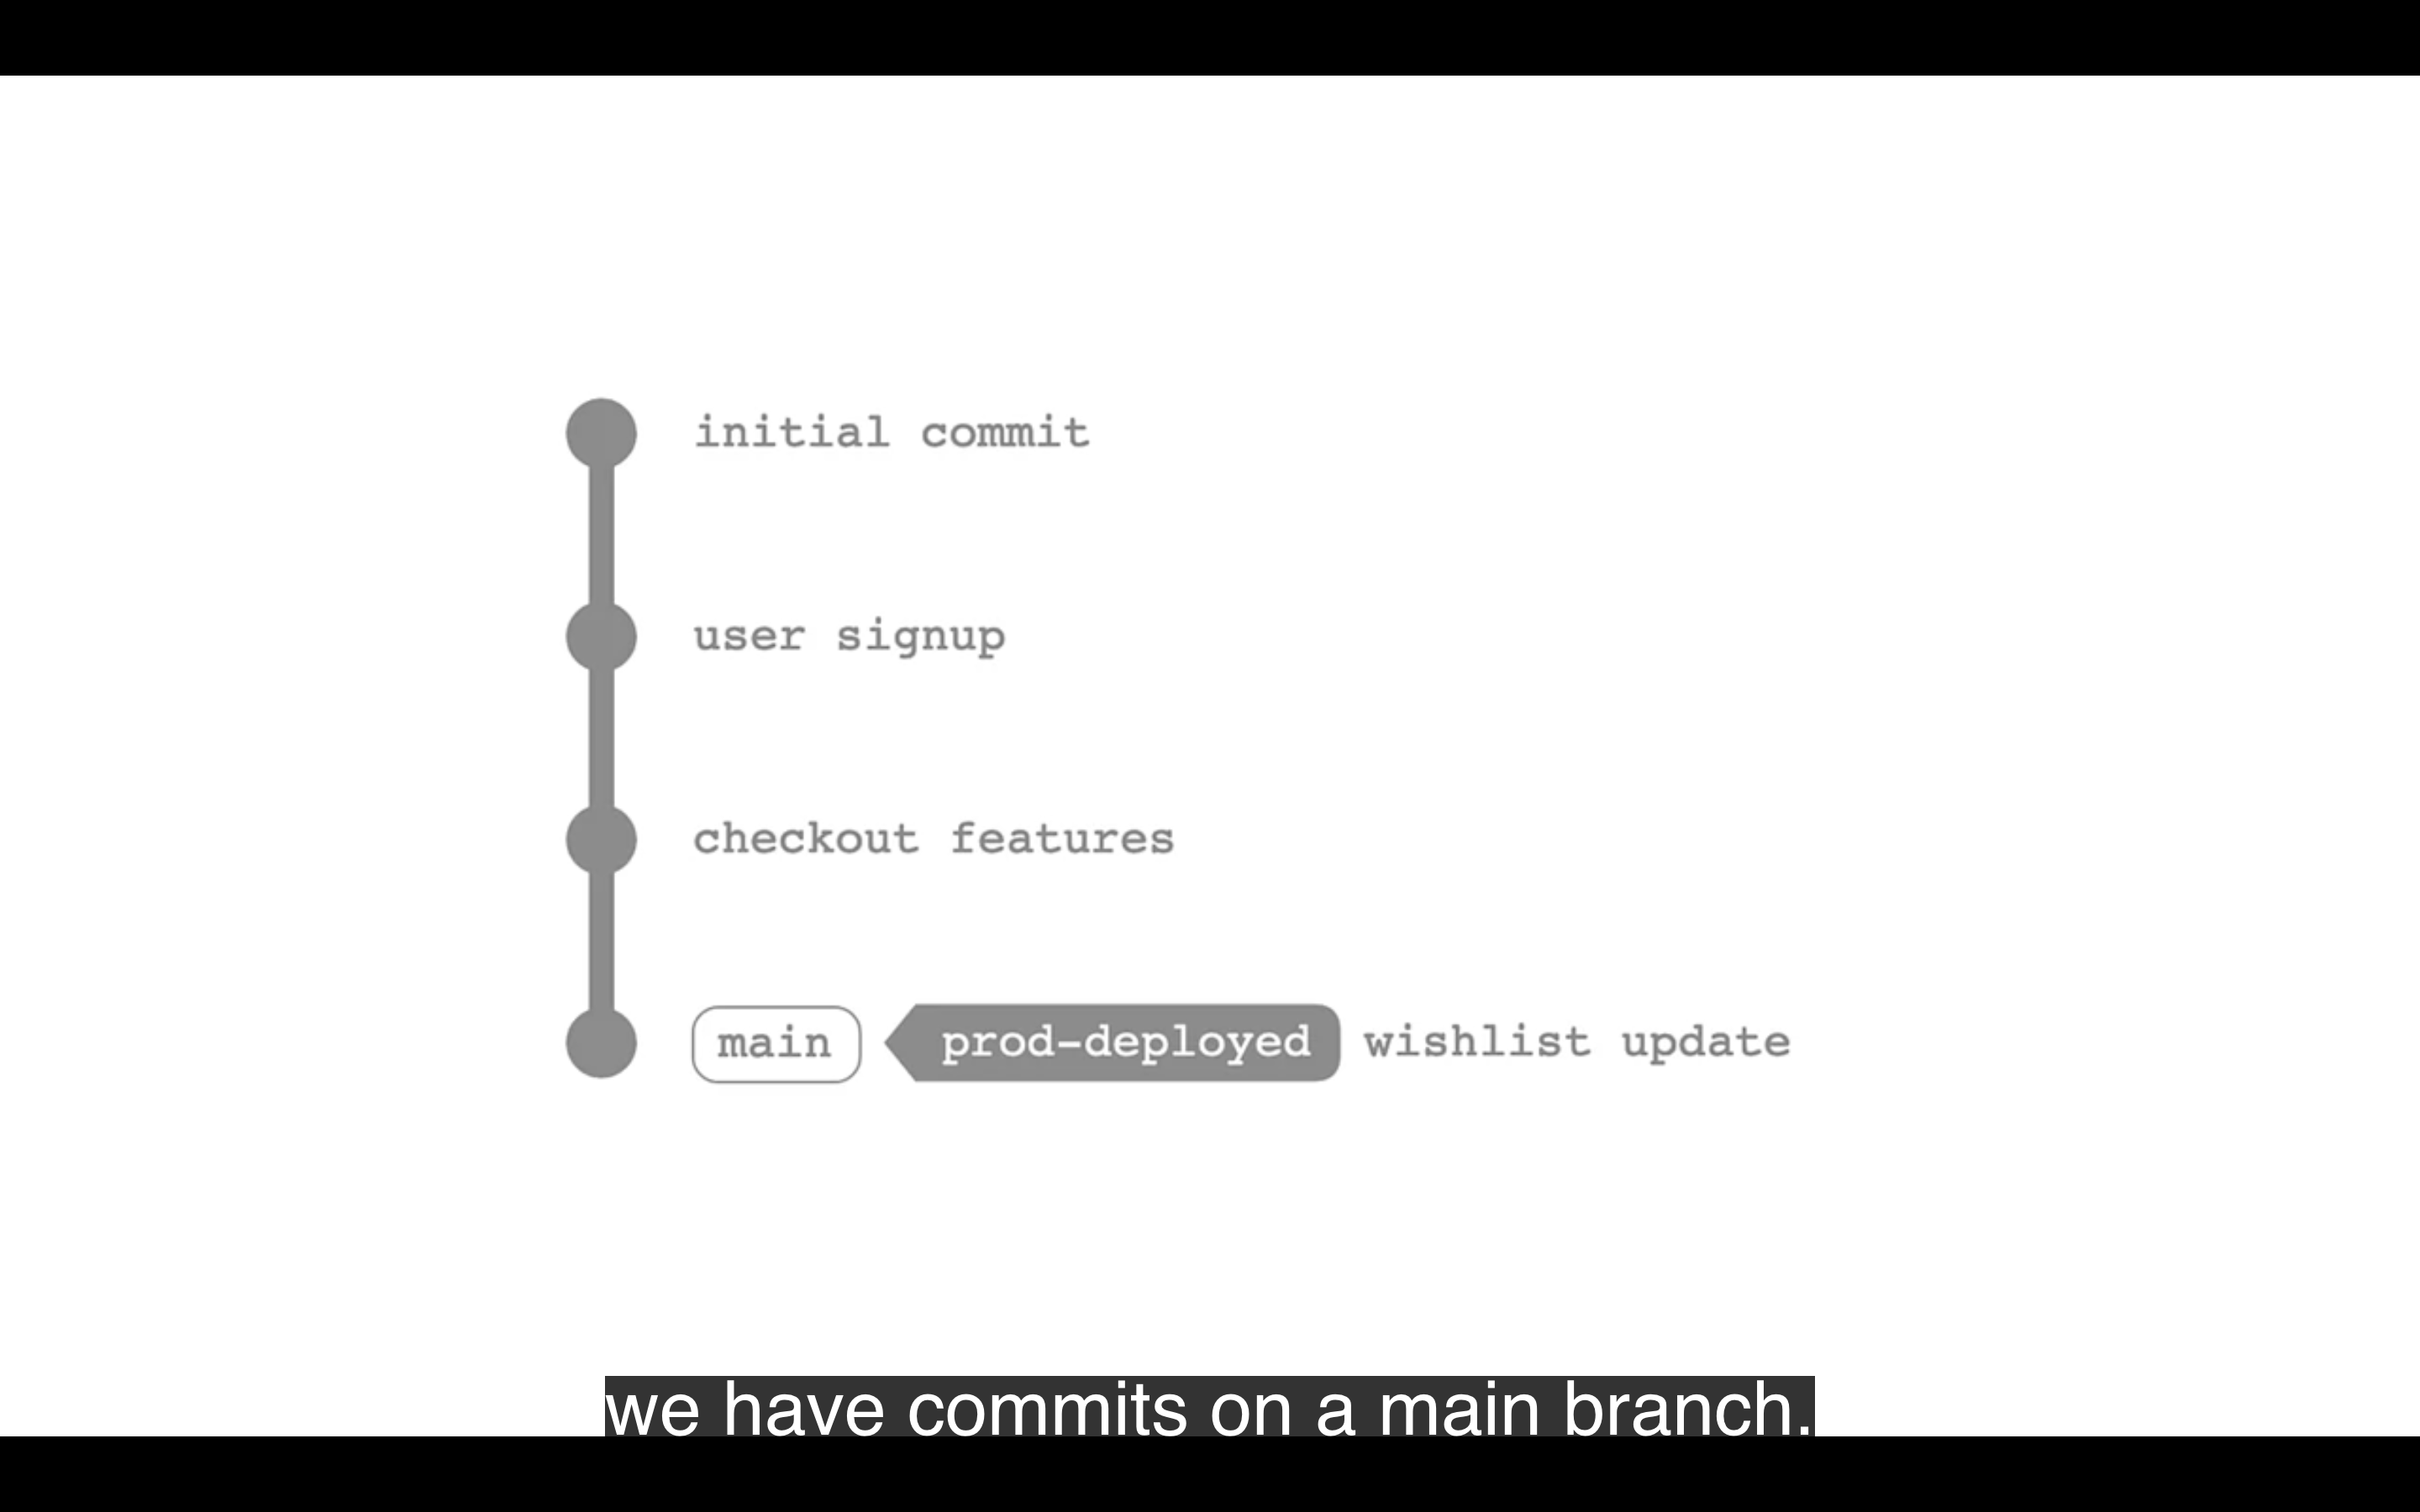 initial commit
user signup
checkout features
main prod-deployed wishlist update
we have commits on a main branch.